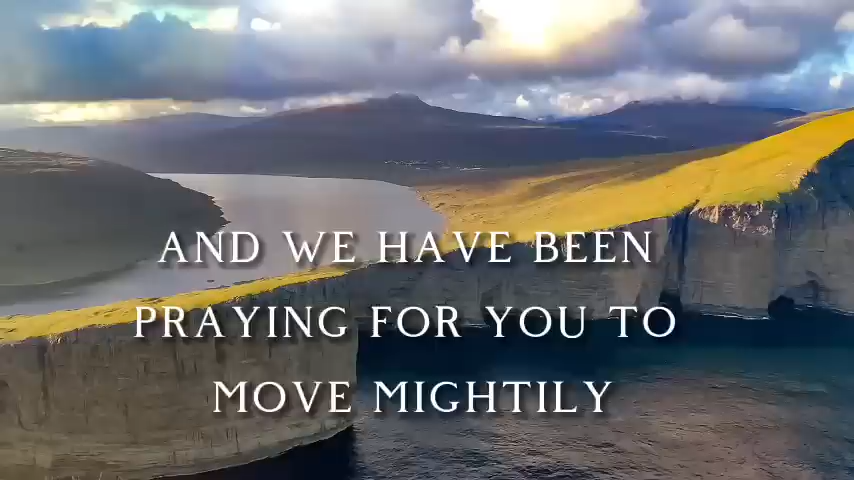 AND WE HAVE BEEN
PRAYING FOR YOU TO
MOVE MIGHTILY